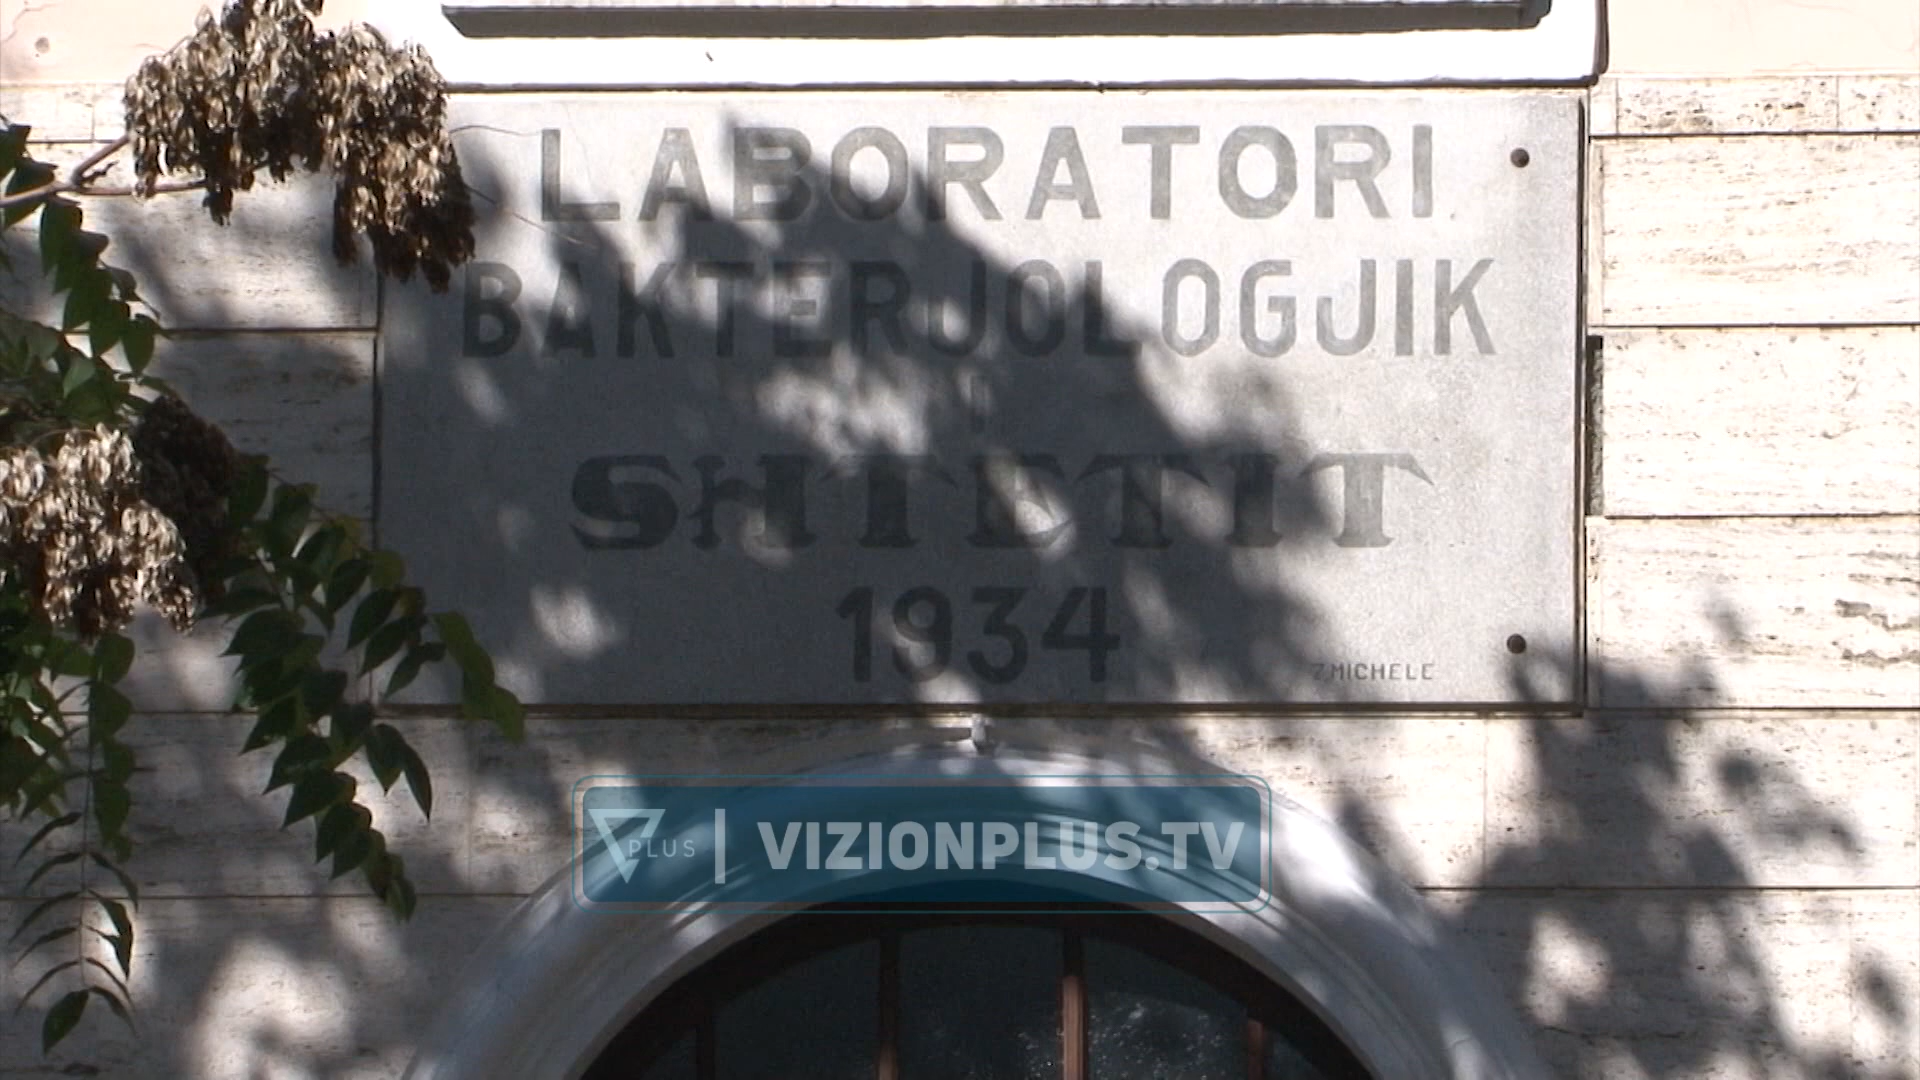 LABORATORI
BAKTERJOLOGJIK
I
SHTETIT
1934
Z.MICHELE
PLUS | VIZIONPLUS.TV